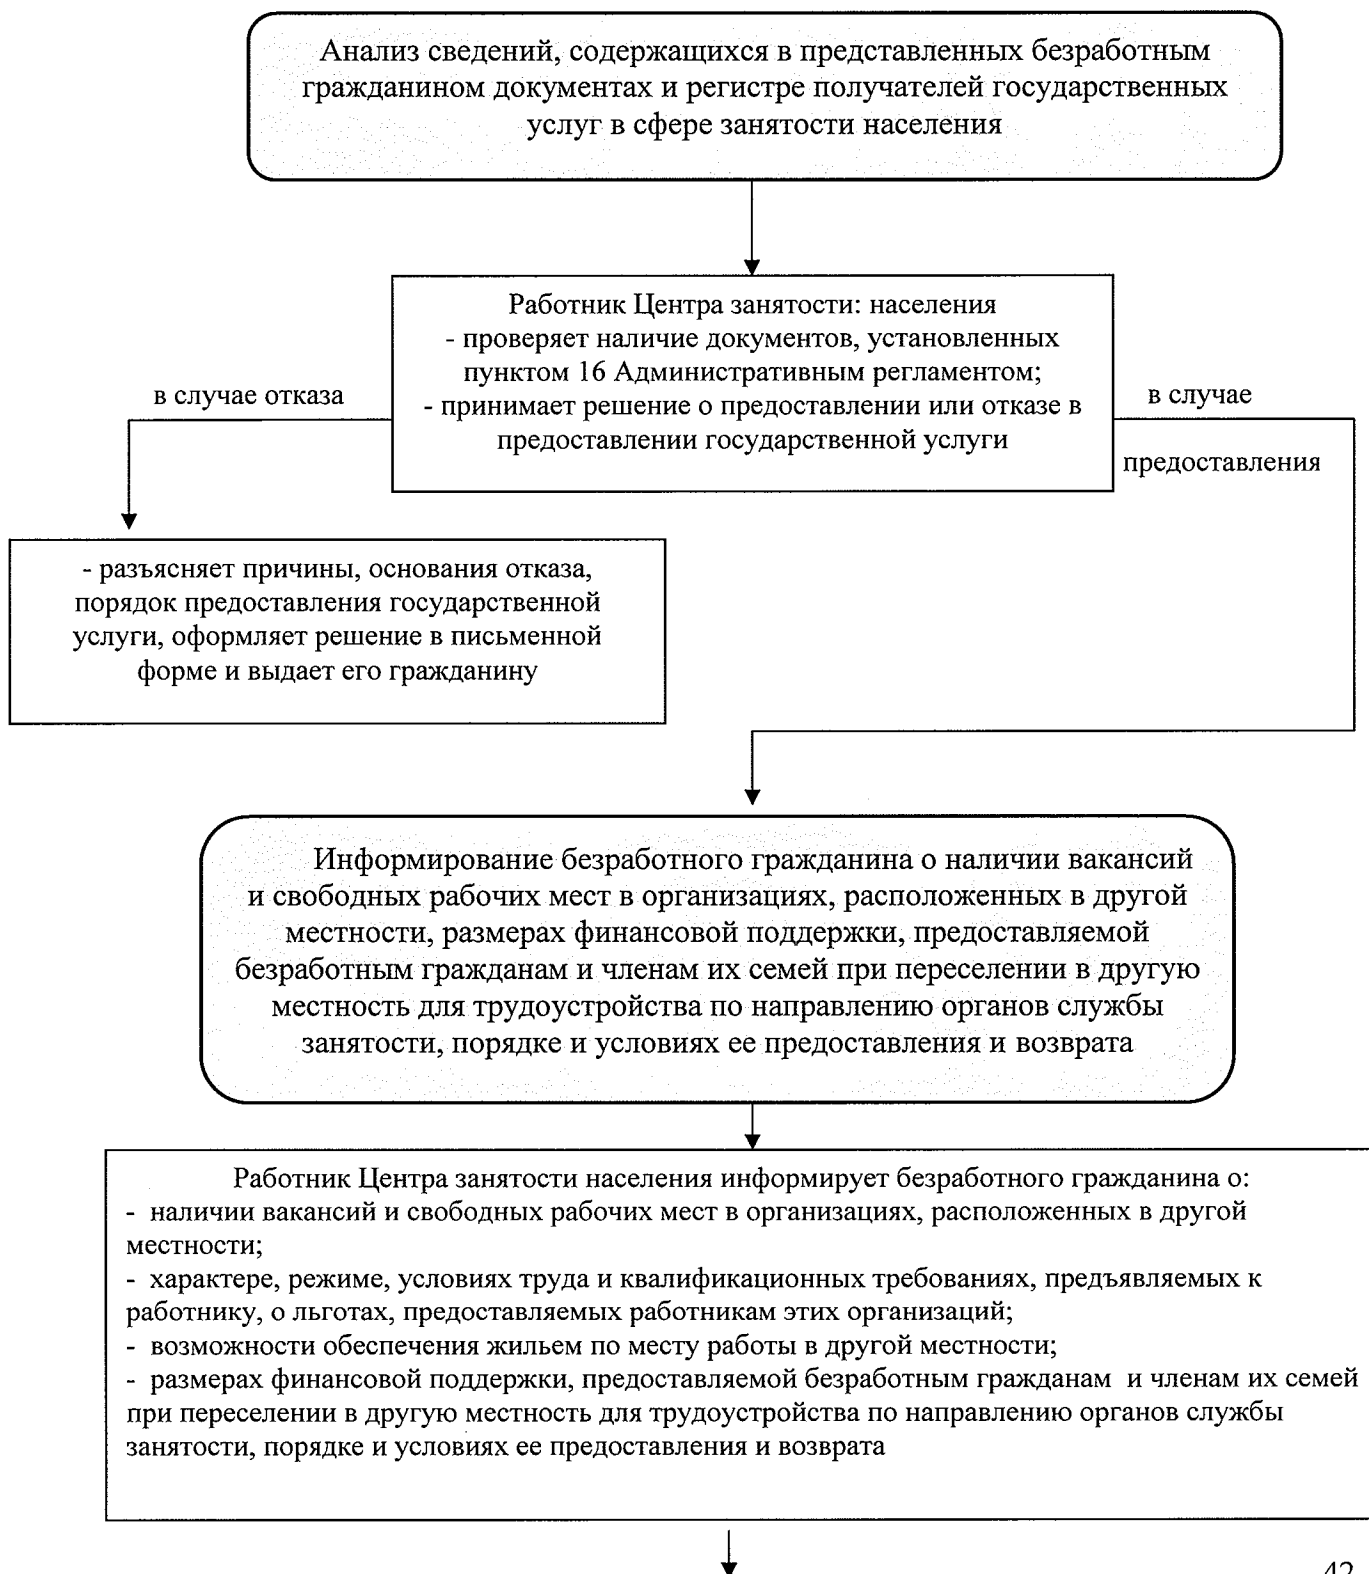 Анализ сведений, содержащихся в представленных безработным
гражданином документах и регистре получателей государственных
услуг в сфере занятости населения
Работник Центра занятости: населения
- проверяет наличие документов, установленных
пунктом 16 Административным регламентом;
- принимает решение о предоставлении или отказе в
предоставлении государственной услуги
в случае отказа
в случае
предоставления
- разъясняет причины, основания отказа,
порядок предоставления государственной
услуги, оформляет решение в письменной
форме и выдает его гражданину
Информирование безработного гражданина о наличии вакансий
и свободных рабочих мест в организациях, расположенных в другой
местности, размерах финансовой поддержки, предоставляемой
безработным гражданам и членам их семей при переселении в другую
местность для трудоустройства по направлению органов службы
занятости, порядке и условиях ее предоставления и возврата
Работник Центра занятости населения информирует безработного гражданина о:
- наличии вакансий и свободных рабочих мест в организациях, расположенных в другой
местности;
- характере, режиме, условиях труда и квалификационных требованиях, предъявляемых к
работнику, о льготах, предоставляемых работникам этих организаций;
- возможности обеспечения жильем по месту работы в другой местности;
- размерах финансовой поддержки, предоставляемой безработным гражданам и членам их семей
при переселении в другую местность для трудоустройства по направлению органов службы
занятости, порядке и условиях ее предоставления и возврата
42